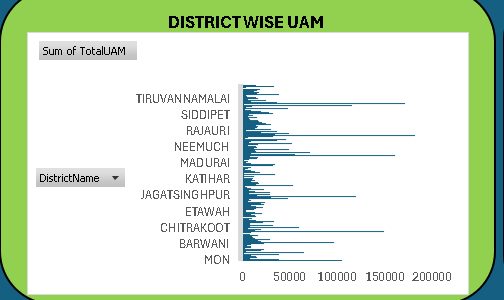 DISTRICT WISE UAM
Sum of TotalUAM
TIRUVANNAMALAI
SIDDIPET
RAJAURI
NEEMUCH
MADURAI
DistrictName
KATIHAR
JAGATSINGHPUR
ETAWAH
CHITRAKOOT
BARWANI
MON
0 50000 100000 150000 200000